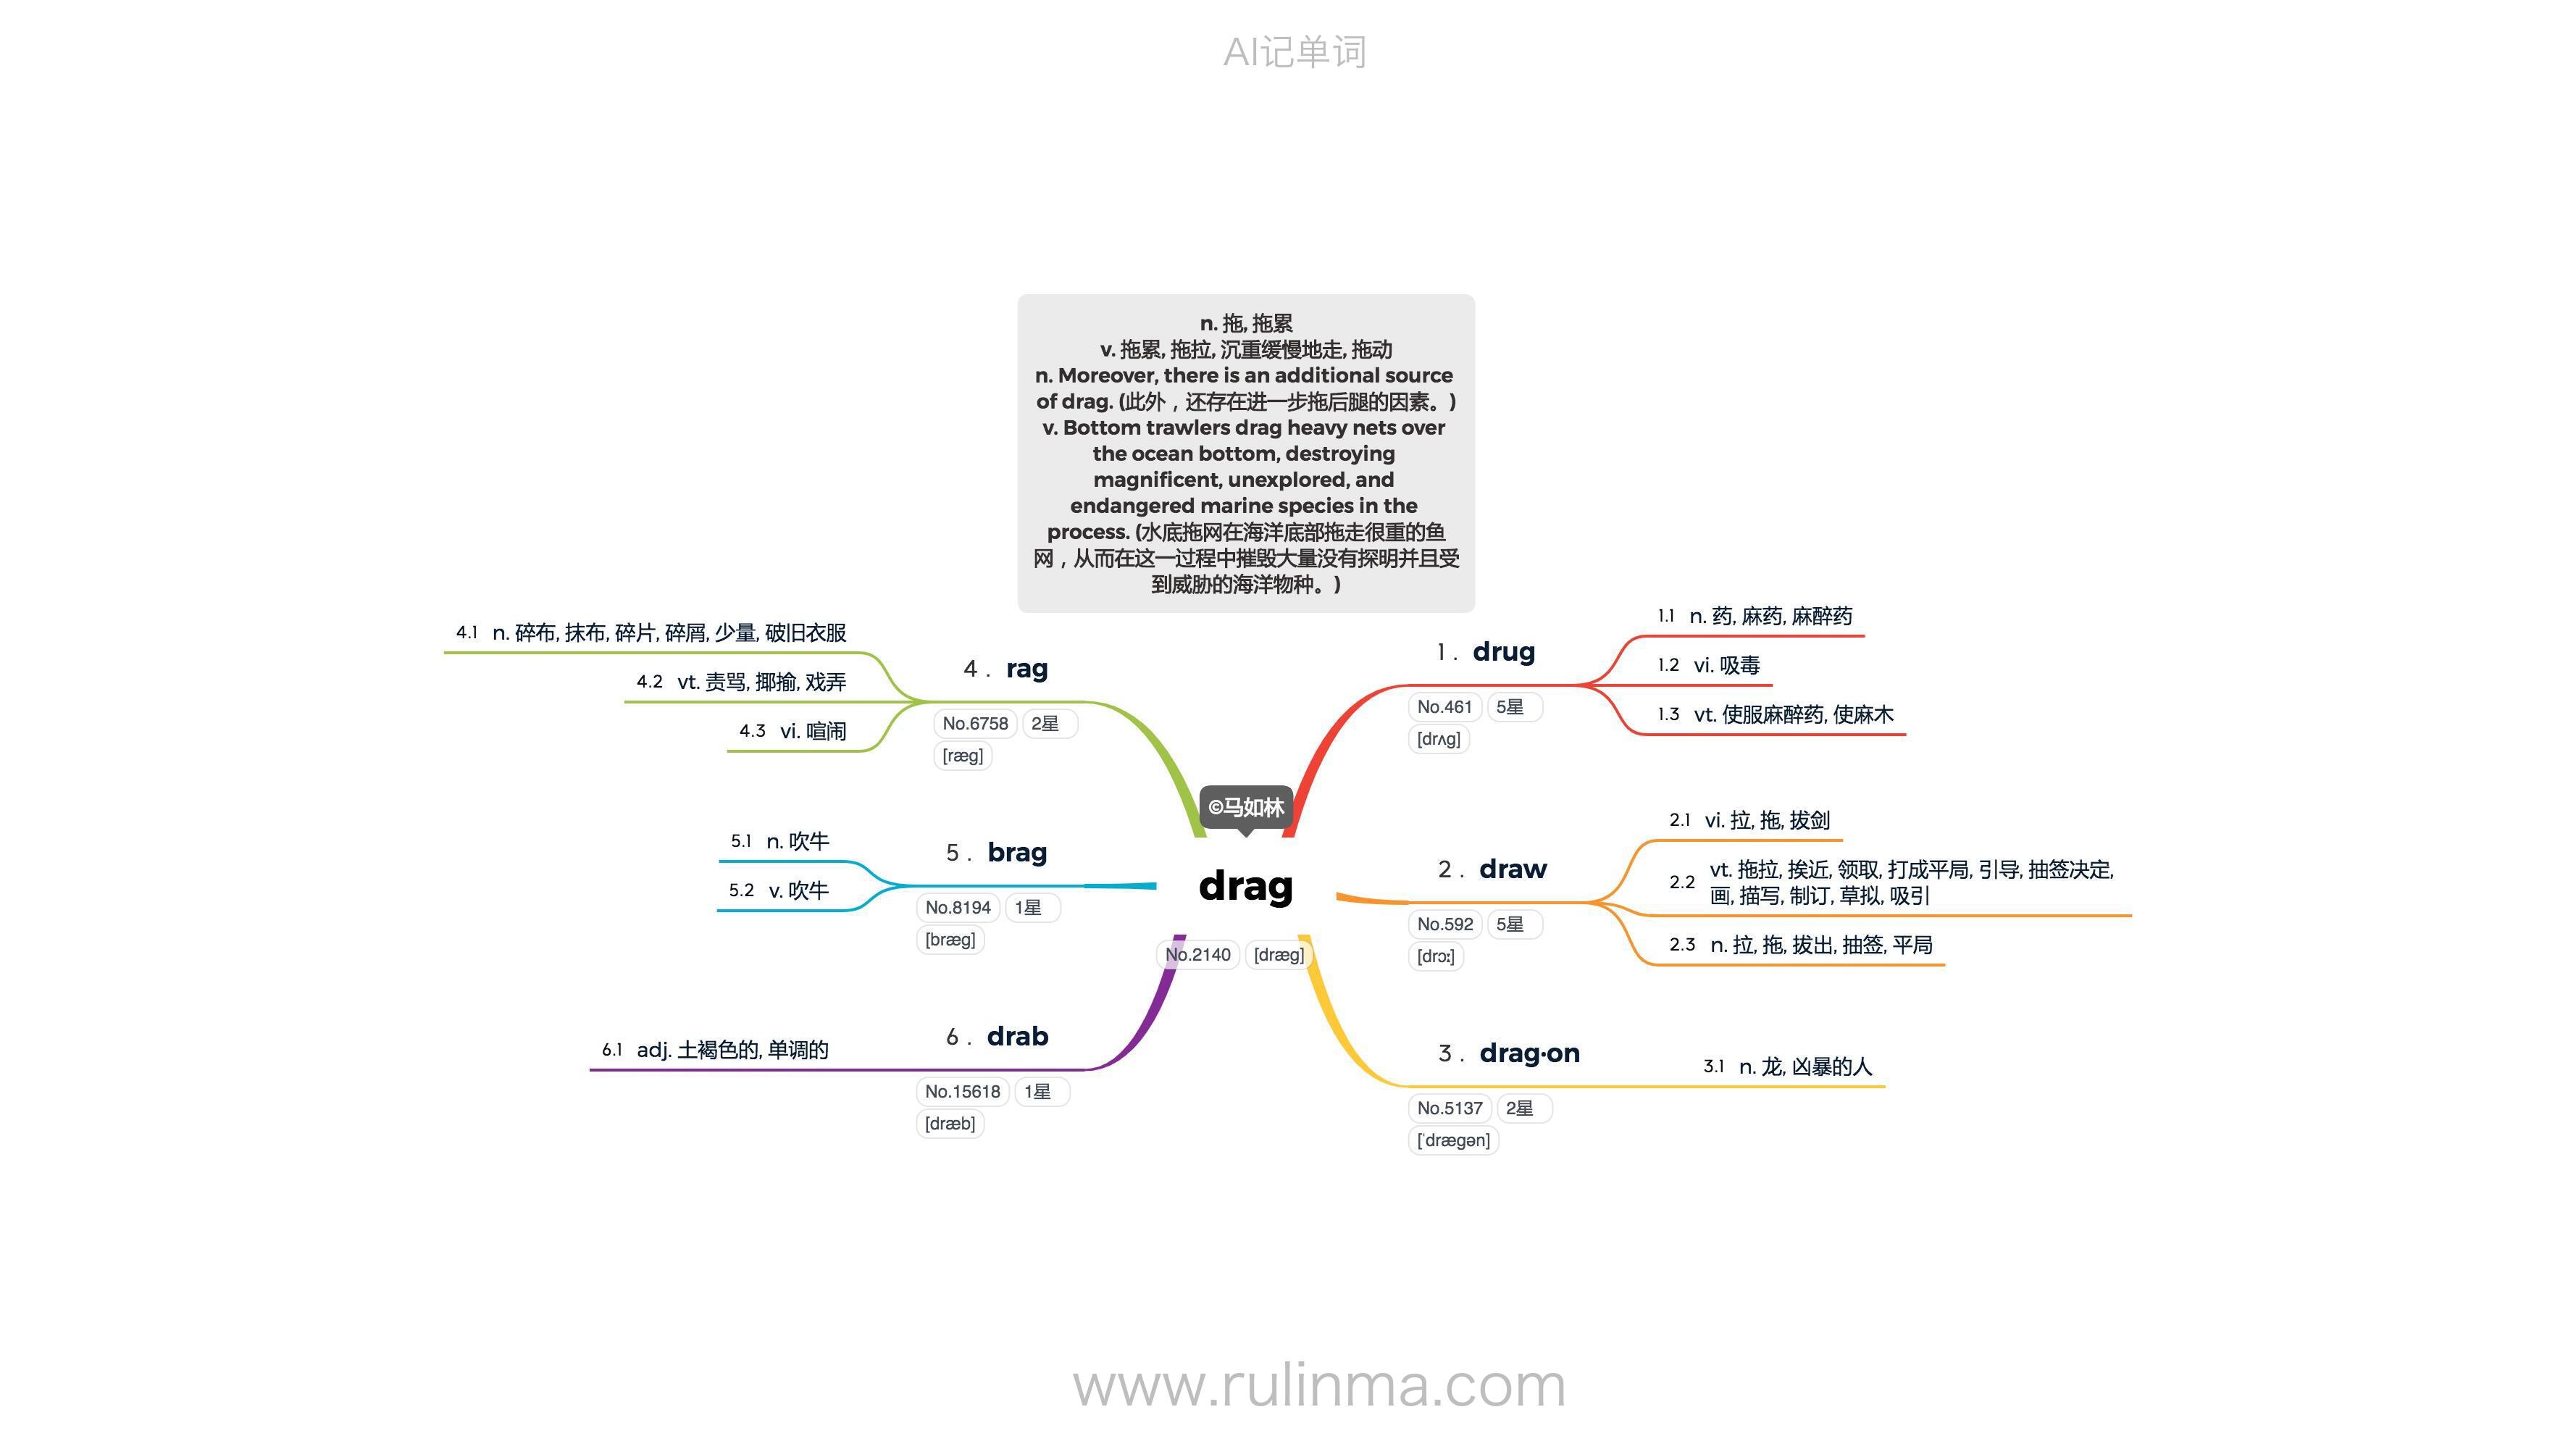 AI记单词
n. 拖, 拖累
v. 拖累, 拖拉, 沉重缓慢地走, 拖动
n. Moreover, there is an additional source
of drag. (此外，还存在进一步拖后腿的因素。)
v. Bottom trawlers drag heavy nets over
the ocean bottom, destroying
magnificent, unexplored, and
endangered marine species in the
process. (水底拖网在海洋底部拖走很重的鱼
网，从而在这一过程中摧毁大量没有探明并且受
到威胁的海洋物种。)
©马如林
drag
No.2140 [dræg]
1 . drug
No.461 5星
[drʌg]
1.1 n. 药, 麻药, 麻醉药
1.2 vi. 吸毒
1.3 vt. 使服麻醉药, 使麻木
2 . draw
No.592 5星
[drɔː]
2.1 vi. 拉, 拖, 拔剑
2.2 vt. 拖拉, 挨近, 领取, 打成平局, 引导, 抽签决定,
画, 描写, 制订, 草拟, 吸引
2.3 n. 拉, 拖, 拔出, 抽签, 平局
3 . drag·on
No.5137 2星
[ˈdrægən]
3.1 n. 龙, 凶暴的人
4 . rag
No.6758 2星
[ræg]
4.1 n. 碎布, 抹布, 碎片, 碎屑, 少量, 破旧衣服
4.2 vt. 责骂, 揶揄, 戏弄
4.3 vi. 喧闹
5 . brag
No.8194 1星
[bræg]
5.1 n. 吹牛
5.2 v. 吹牛
6 . drab
No.15618 1星
[dræb]
6.1 adj. 土褐色的, 单调的
www.rulinma.com